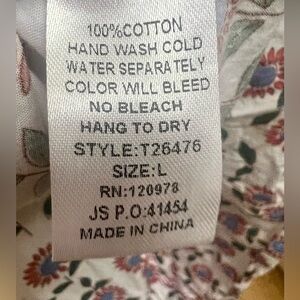 100%COTTON
HAND WASH COLD
WATER SEPARATELY
COLOR WILL BLEED
NO BLEACH
HANG TO DRY
STYLE:T26476
SIZE:L
RN:120978
JS P.O:41454
MADE IN CHINA